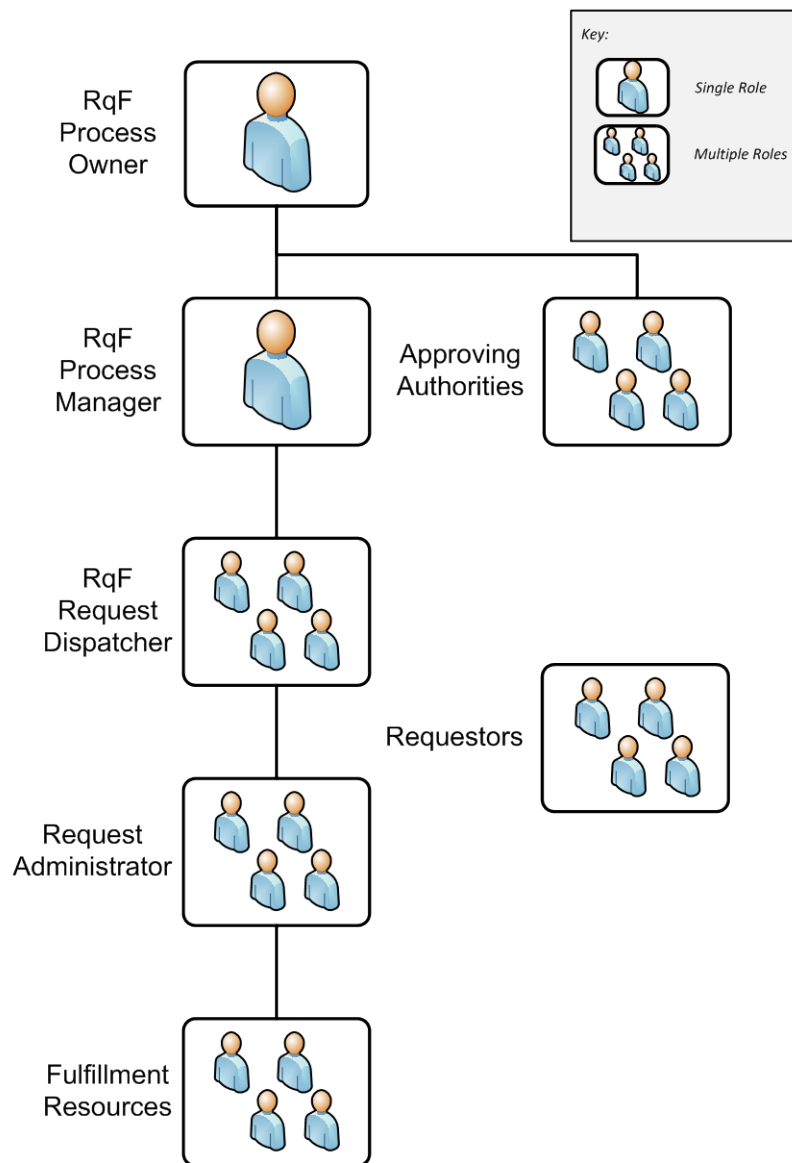 Key:
Single Role
Multiple Roles
RqF
Process
Owner
RqF
Process
Manager
Approving
Authorities
RqF
Request
Dispatcher
Requestors
Request
Administrator
Fulfillment
Resources